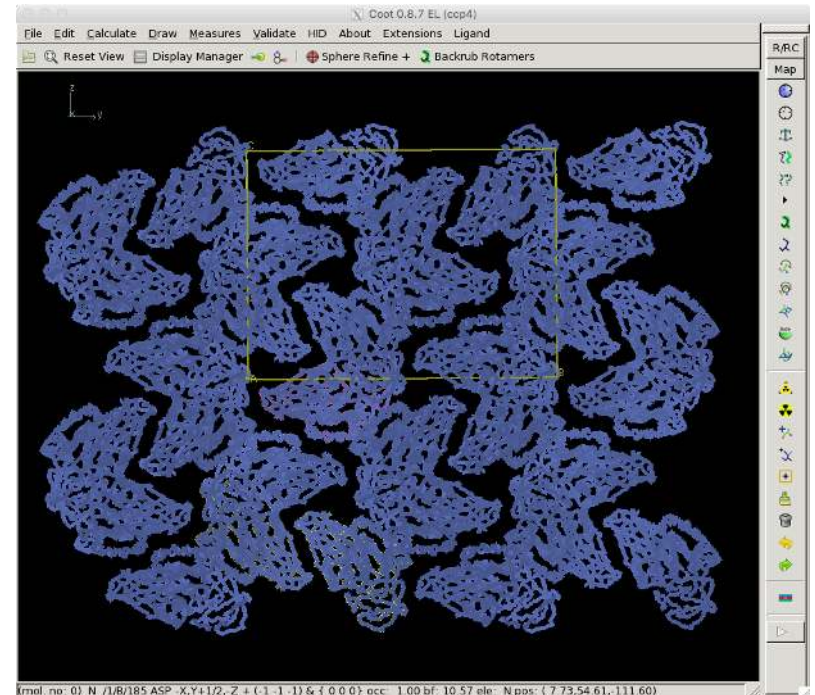 Coot 0.8.7 EL (ccp4)
File Edit Calculate Draw Measures Validate HID About Extensions Ligand
Reset View Display Manager Sphere Refine + Backrub Rotamers
R/RC
Map
z
y
C
A
B
(mol. no: 0) N /1/B/185 ASP -X,Y+1/2,-Z + (-1 -1 -1) & { 0 0 0} occ: 1.00 bf: 10.57 ele: N pos: ( 7.73,54.61,-111.60)